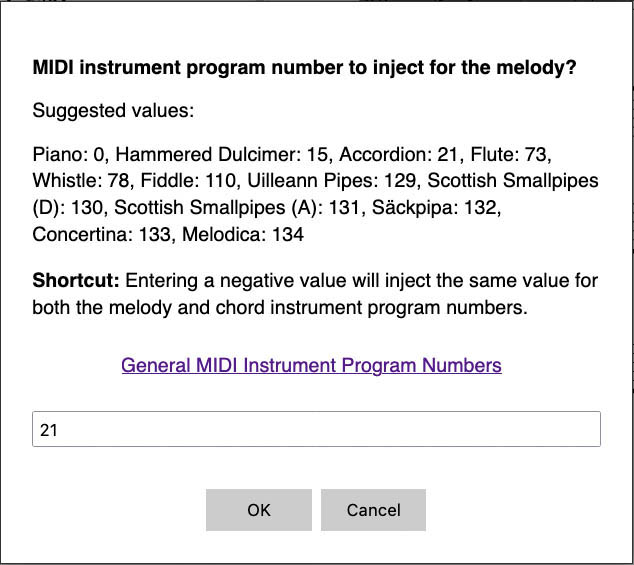 MIDI instrument program number to inject for the melody?
Suggested values:
Piano: 0, Hammered Dulcimer: 15, Accordion: 21, Flute: 73,
Whistle: 78, Fiddle: 110, Uilleann Pipes: 129, Scottish Smallpipes
(D): 130, Scottish Smallpipes (A): 131, Säckpipa: 132,
Concertina: 133, Melodica: 134
Shortcut: Entering a negative value will inject the same value for
both the melody and chord instrument program numbers.
General MIDI Instrument Program Numbers
21
OK
Cancel